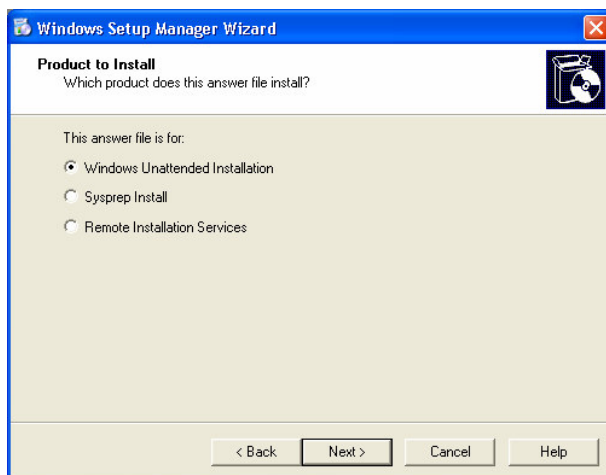 Windows Setup Manager Wizard
Product to Install
Which product does this answer file install?
This answer file is for:
Windows Unattended Installation
Sysprep Install
Remote Installation Services
< Back Next > Cancel Help